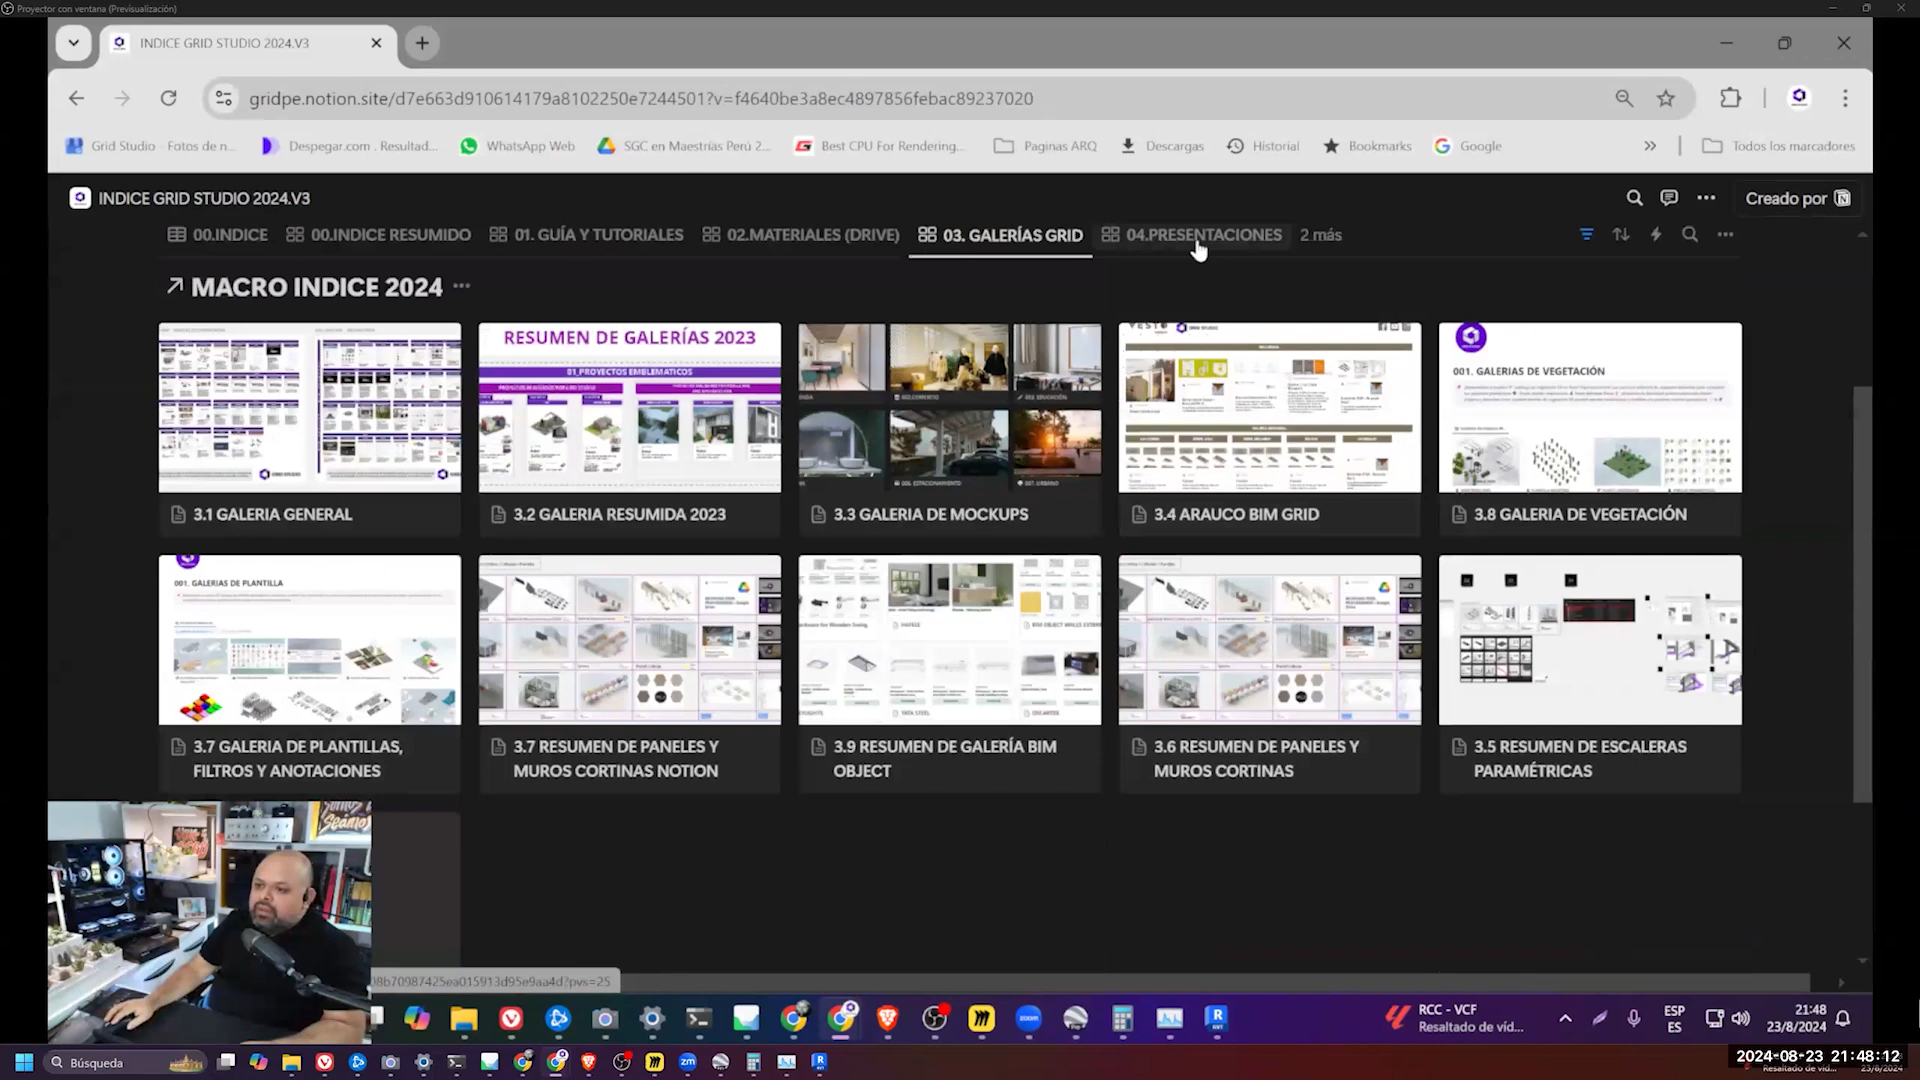 Proyector con ventana (Previsualización)
INDICE GRID STUDIO 2024.V3
gridpe.notion.site/d7e663d910614179a8102250e7244501?v=f4640be3a8ec4897856febac89237020
Grid Studio - Fotos de n...
Despegar.com . Resultad...
WhatsApp Web
SGC en Maestrías Perú 2...
Best CPU For Rendering...
Paginas ARQ
Descargas
Historial
Bookmarks
Google
Todos los marcadores
INDICE GRID STUDIO 2024.V3
Creado por
00.INDICE
00.INDICE RESUMIDO
01. GUÍA Y TUTORIALES
02.MATERIALES (DRIVE)
03. GALERÍAS GRID
04.PRESENTACIONES
2 más
MACRO INDICE 2024
RESUMEN DE GALERÍAS 2023
01_PROYECTOS EMBLEMATICOS
001. GALERIAS DE VEGETACIÓN
3.1 GALERIA GENERAL
3.2 GALERIA RESUMIDA 2023
3.3 GALERIA DE MOCKUPS
3.4 ARAUCO BIM GRID
3.8 GALERIA DE VEGETACIÓN
001. GALERIAS DE PLANTILLA
3.7 GALERIA DE PLANTILLAS,
FILTROS Y ANOTACIONES
3.7 RESUMEN DE PANELES Y
MUROS CORTINAS NOTION
3.9 RESUMEN DE GALERÍA BIM
OBJECT
3.6 RESUMEN DE PANELES Y
MUROS CORTINAS
3.5 RESUMEN DE ESCALERAS
PARAMÉTRICAS
8b70987425ea015913d95e9aa4d?pvs=25
RCC - VCF
Resaltado de víd...
ESP
ES
21:48
23/8/2024
Búsqueda
2024-08-23 21:48:12